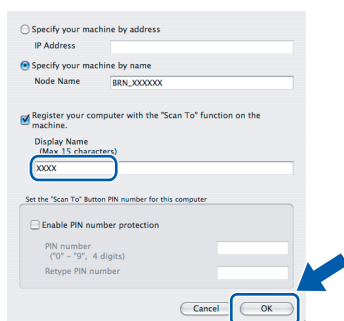 Specify your machine by address
IP Address
Specify your machine by name
Node Name
BRN_XXXXXX
Register your computer with the "Scan To" function on the
machine.
Display Name
(Max 15 characters)
XXXX
Set the "Scan To" Button PIN number for this computer
Enable PIN number protection
PIN number
("0" - "9", 4 digits)
Retype PIN number
Cancel
OK